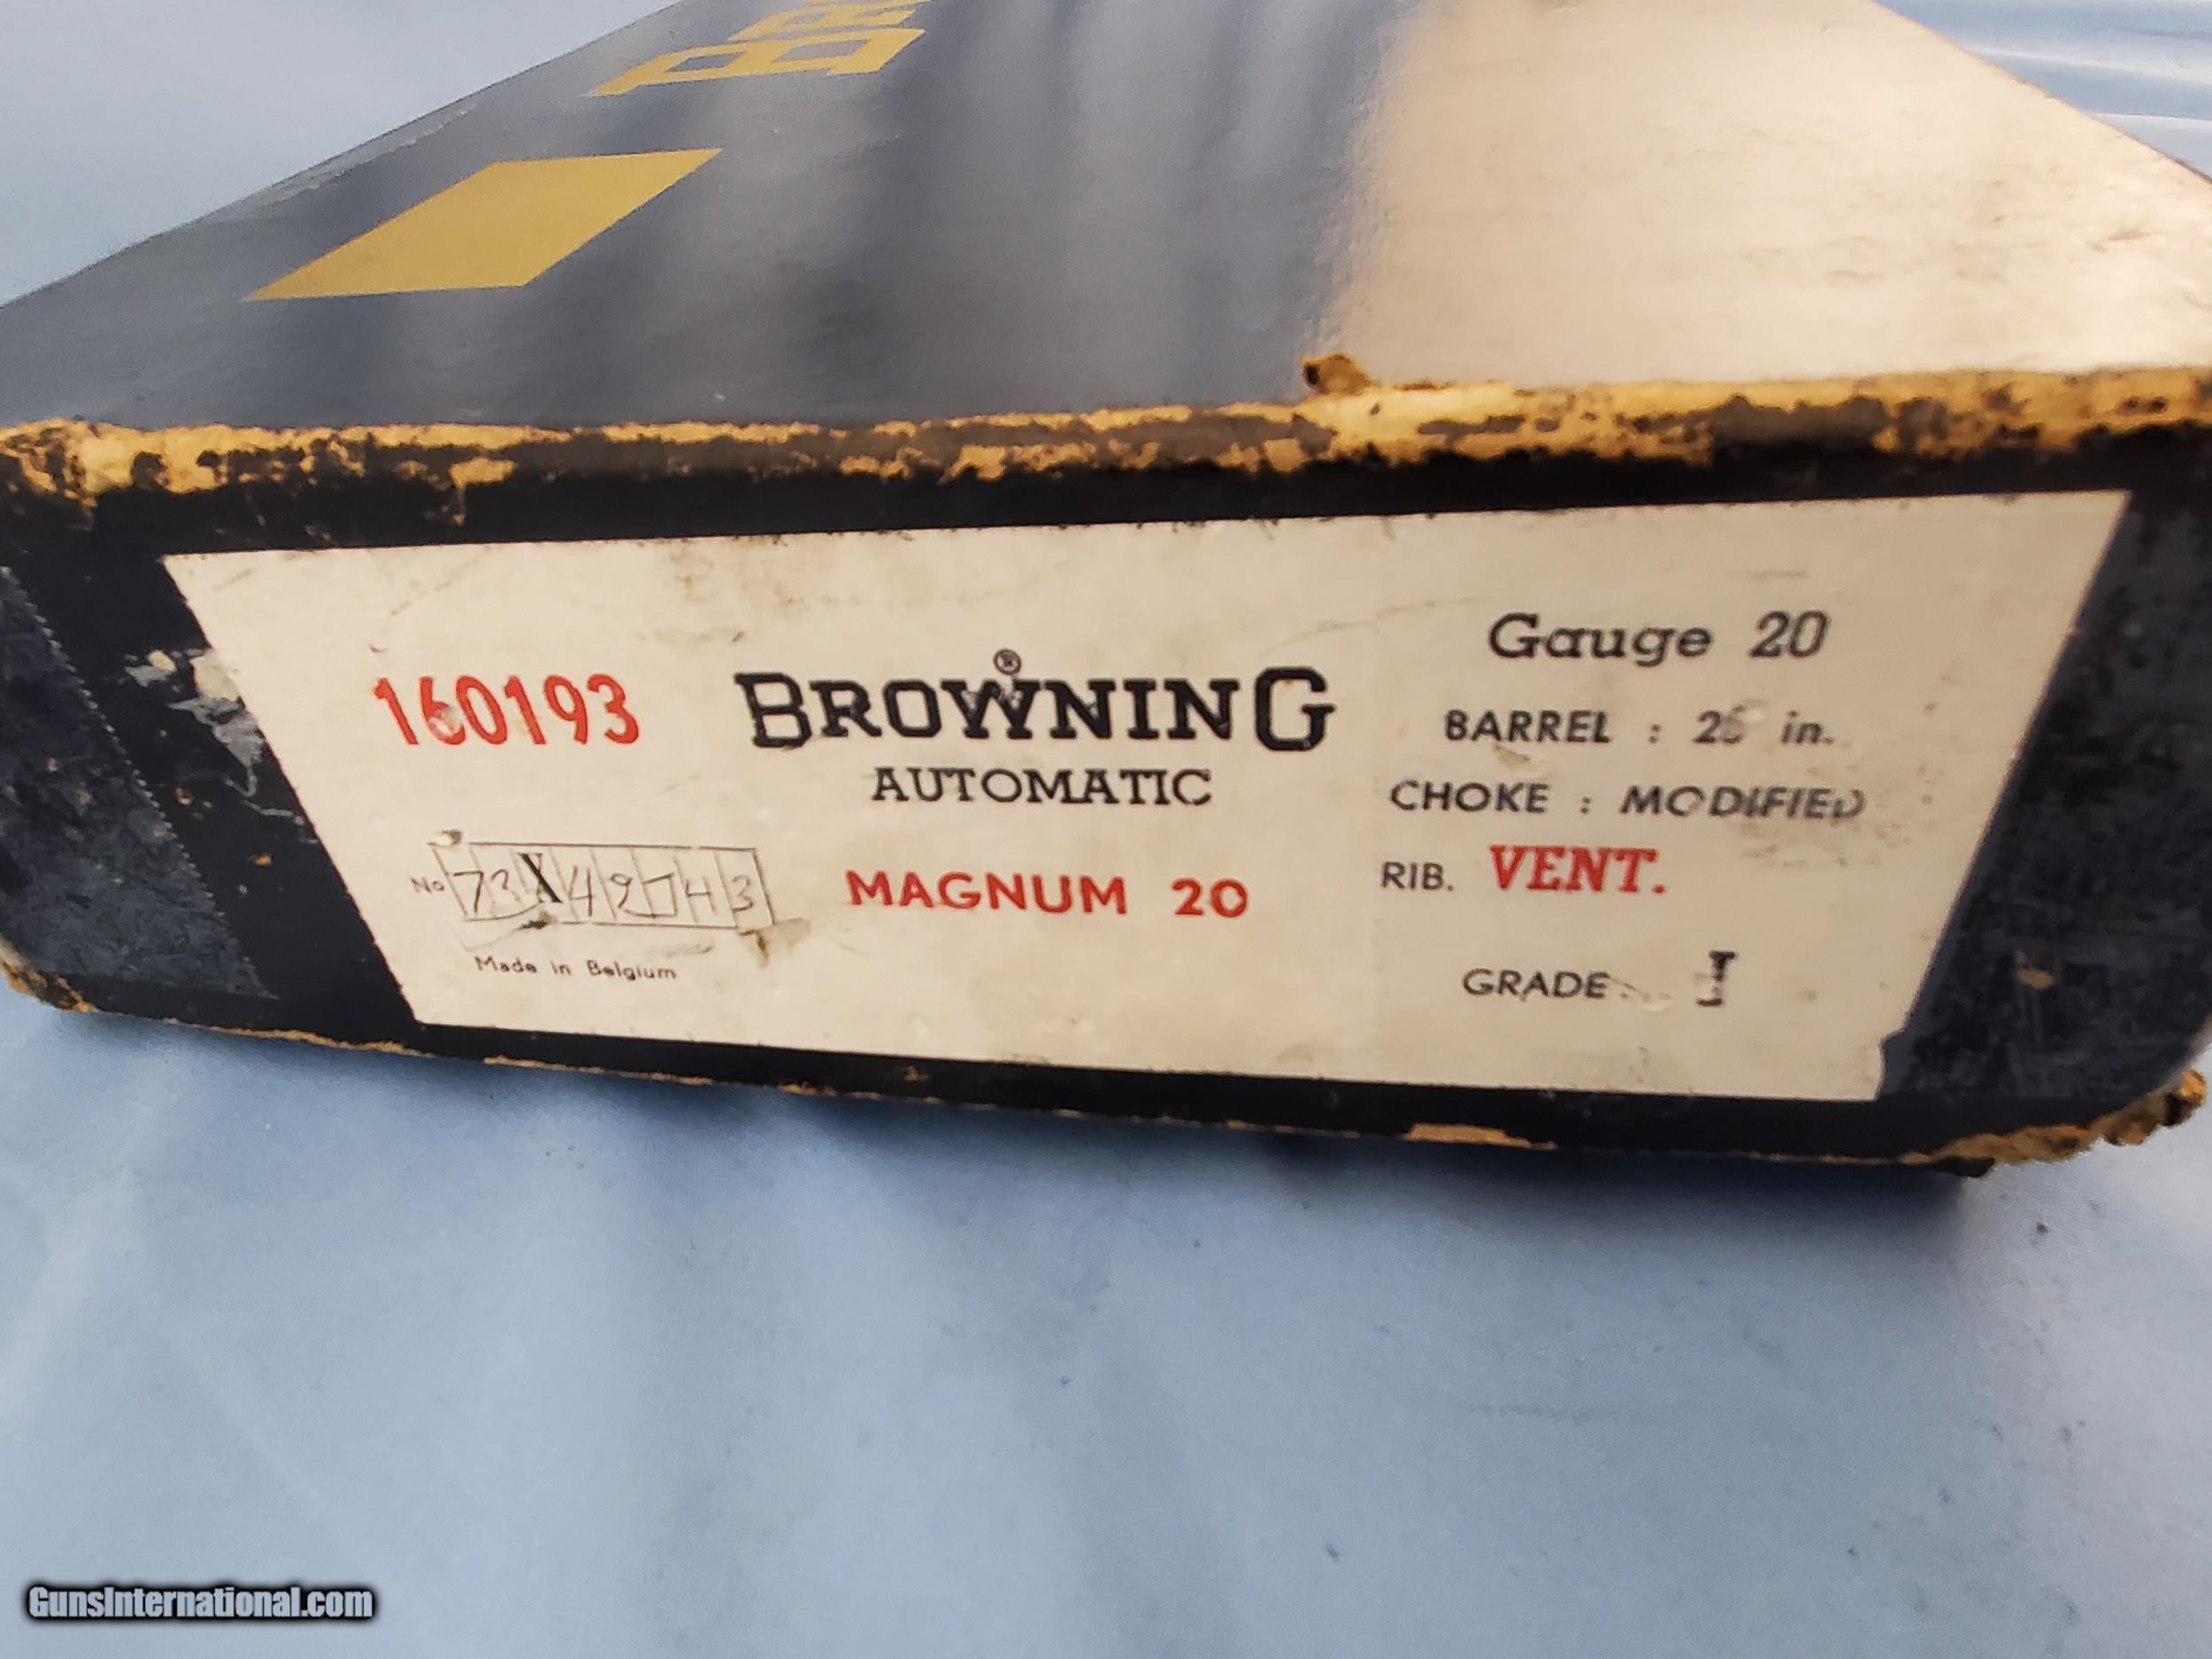 160193
BROWNING ®
AUTOMATIC
MAGNUM 20
No
Made in Belgium
Gauge 20
BARREL : in.
CHOKE : MODIFIED
RIB. VENT.
GRADE. I
GunsInternational.com